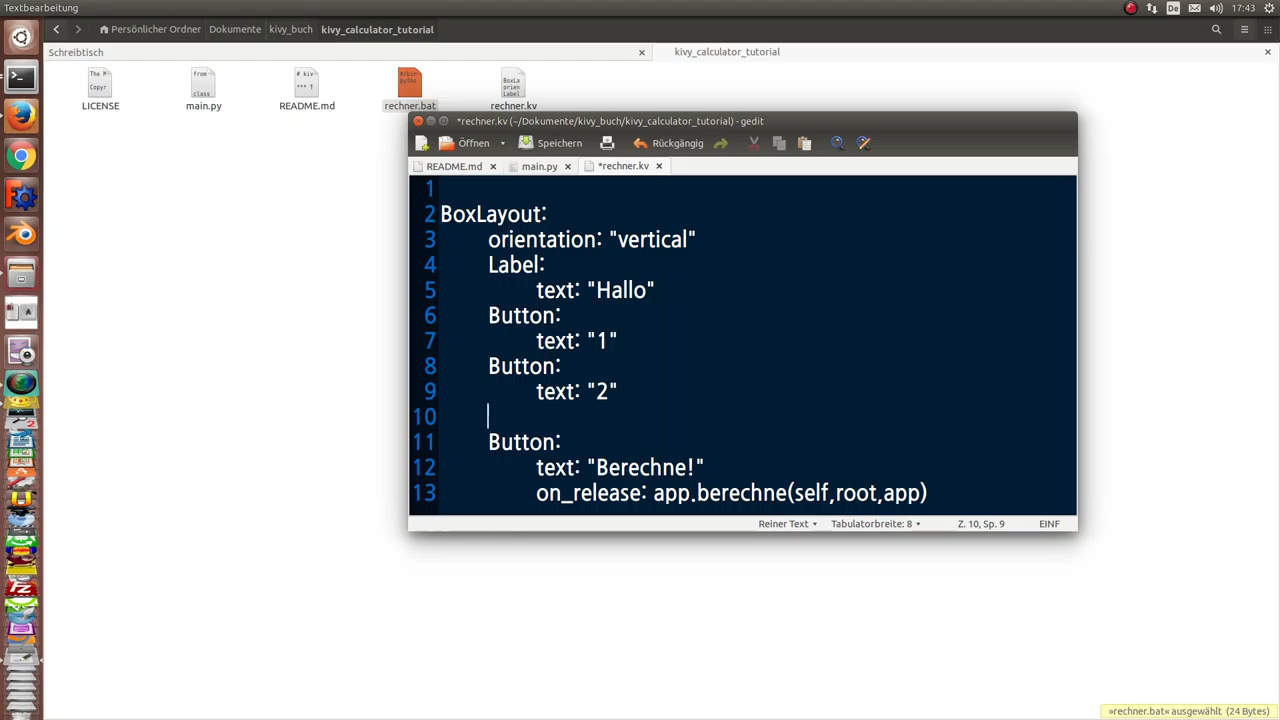 Textbearbeitung
De
17:43
Persönlicher Ordner
Dokumente
kivy_buch
kivy_calculator_tutorial
Schreibtisch
kivy_calculator_tutorial
LICENSE
main.py
README.md
rechner.bat
rechner.kv
*rechner.kv (~/Dokumente/kivy_buch/kivy_calculator_tutorial) - gedit
Öffnen
Speichern
Rückgängig
README.md
main.py
*rechner.kv
1
2 BoxLayout:
3 orientation: "vertical"
4 Label:
5 text: "Hallo"
6 Button:
7 text: "1"
8 Button:
9 text: "2"
10
11 Button:
12 text: "Berechne!"
13 on_release: app.berechne(self,root,app)
Reiner Text
Tabulatorbreite: 8
Z. 10, Sp. 9
EINF
»rechner.bat« ausgewählt (24 Bytes)